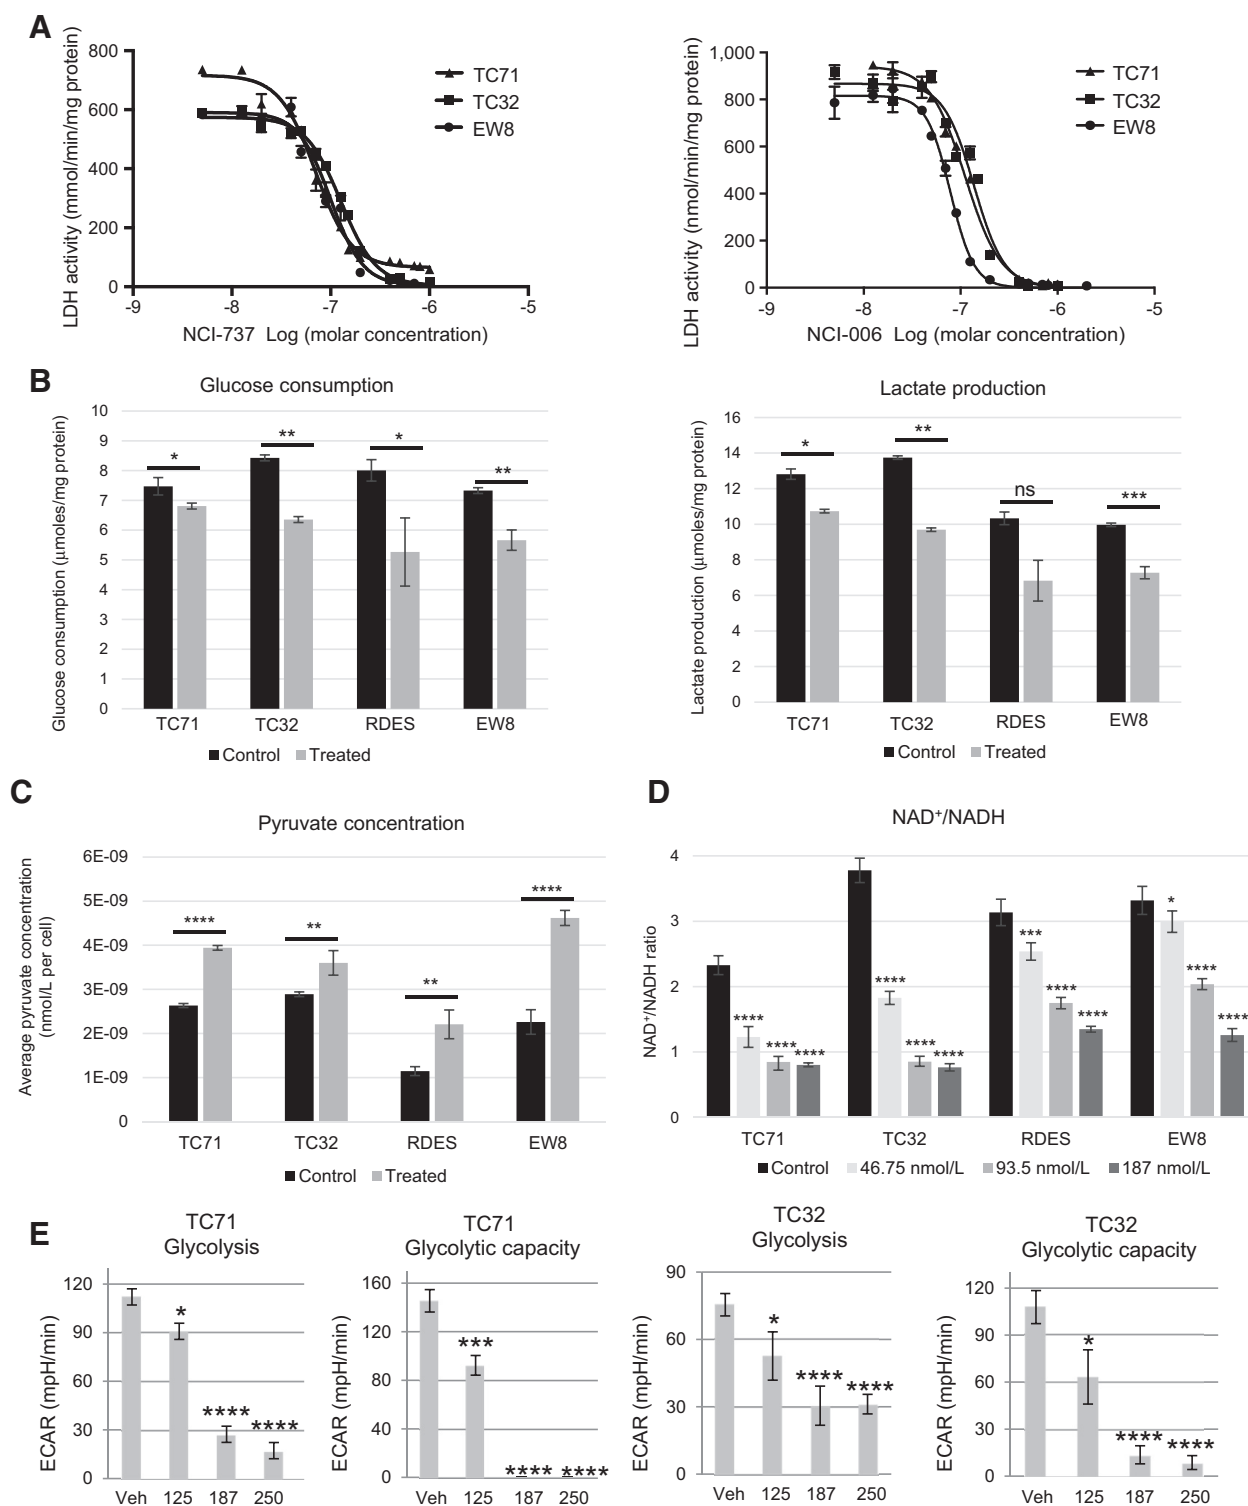 A
800
600
400
200
0
-9
-8
-7
-6
-5
LDH activity (nmol/min/mg protein)
NCI-737 Log (molar concentration)
TC71
TC32
EW8
1,000
800
600
400
200
0
-9
-8
-7
-6
-5
LDH activity (nmol/min/mg protein)
NCI-006 Log (molar concentration)
TC71
TC32
EW8
B
Glucose consumption
Glucose consumption (μmoles/mg protein)
10
9
8
7
6
5
4
3
2
1
0
*
**
*
**
TC71
TC32
RDES
EW8
Control
Treated
Lactate production
Lactate production (μmoles/mg protein)
16
14
12
10
8
6
4
2
0
*
**
ns
***
TC71
TC32
RDES
EW8
Control
Treated
C
Pyruvate concentration
Average pyruvate concentration
(nmol/L per cell)
6E-09
5E-09
4E-09
3E-09
2E-09
1E-09
0
****
**
**
****
TC71
TC32
RDES
EW8
Control
Treated
D
NAD⁺/NADH
NAD⁺/NADH ratio
4
3
2
1
0
****
****
****
****
****
****
***
****
****
*
****
****
TC71
TC32
RDES
EW8
Control
46.75 nmol/L
93.5 nmol/L
187 nmol/L
E
TC71
Glycolysis
ECAR (mpH/min)
120
90
60
30
0
*
****
****
Veh
125
187
250
TC71
Glycolytic capacity
ECAR (mpH/min)
160
120
80
40
0
***
****
****
Veh
125
187
250
TC32
Glycolysis
ECAR (mpH/min)
90
60
30
0
*
****
****
Veh
125
187
250
TC32
Glycolytic capacity
ECAR (mpH/min)
120
90
60
30
0
*
****
****
Veh
125
187
250